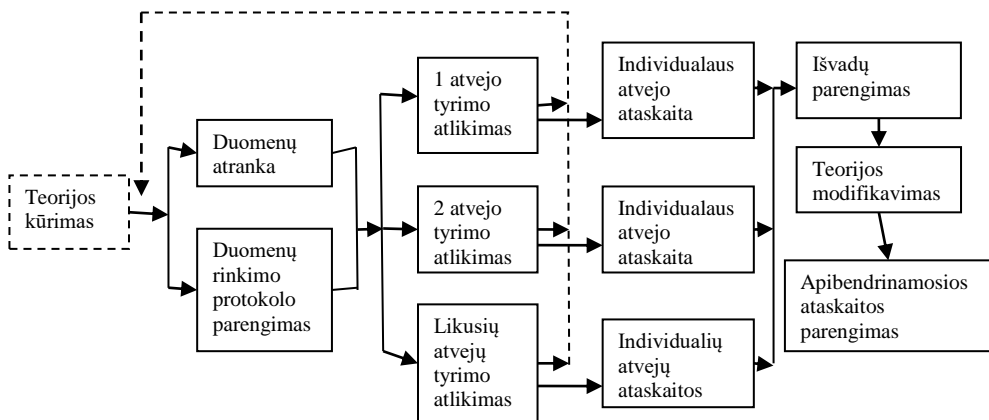 Teorijos
kūrimas
Duomenų
atranka
Duomenų
rinkimo
protokolo
parengimas
1 atvejo
tyrimo
atlikimas
2 atvejo
tyrimo
atlikimas
Likusių
atvejų
tyrimo
atlikimas
Individualaus
atvejo
ataskaita
Individualaus
atvejo
ataskaita
Individualių
atvejų
ataskaitos
Išvadų
parengimas
Teorijos
modifikavimas
Apibendrinamosios
ataskaitos
parengimas